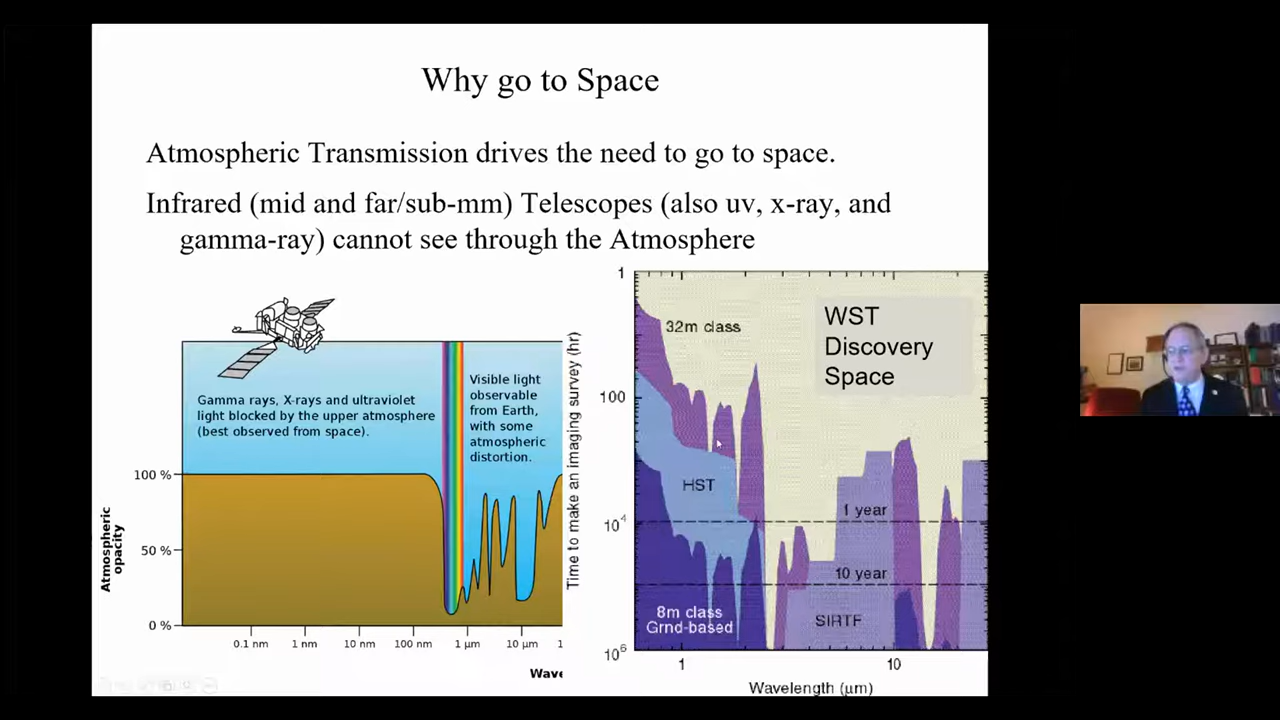 Why go to Space
Atmospheric Transmission drives the need to go to space.
Infrared (mid and far/sub-mm) Telescopes (also uv, x-ray, and
gamma-ray) cannot see through the Atmosphere
Gamma rays, X-rays and ultraviolet
light blocked by the upper atmosphere
(best observed from space).
Visible light
observable
from Earth,
with some
atmospheric
distortion.
100 %
50 %
0 %
Atmospheric
opacity
0.1 nm
1 nm
10 nm
100 nm
1 µm
10 µm
1
Wave
Time to make an imaging survey (hr)
1
100
10⁴
10⁶
32m class
WST
Discovery
Space
HST
1 year
10 year
8m class
Grnd-based
SIRTF
1
10
Wavelength (µm)